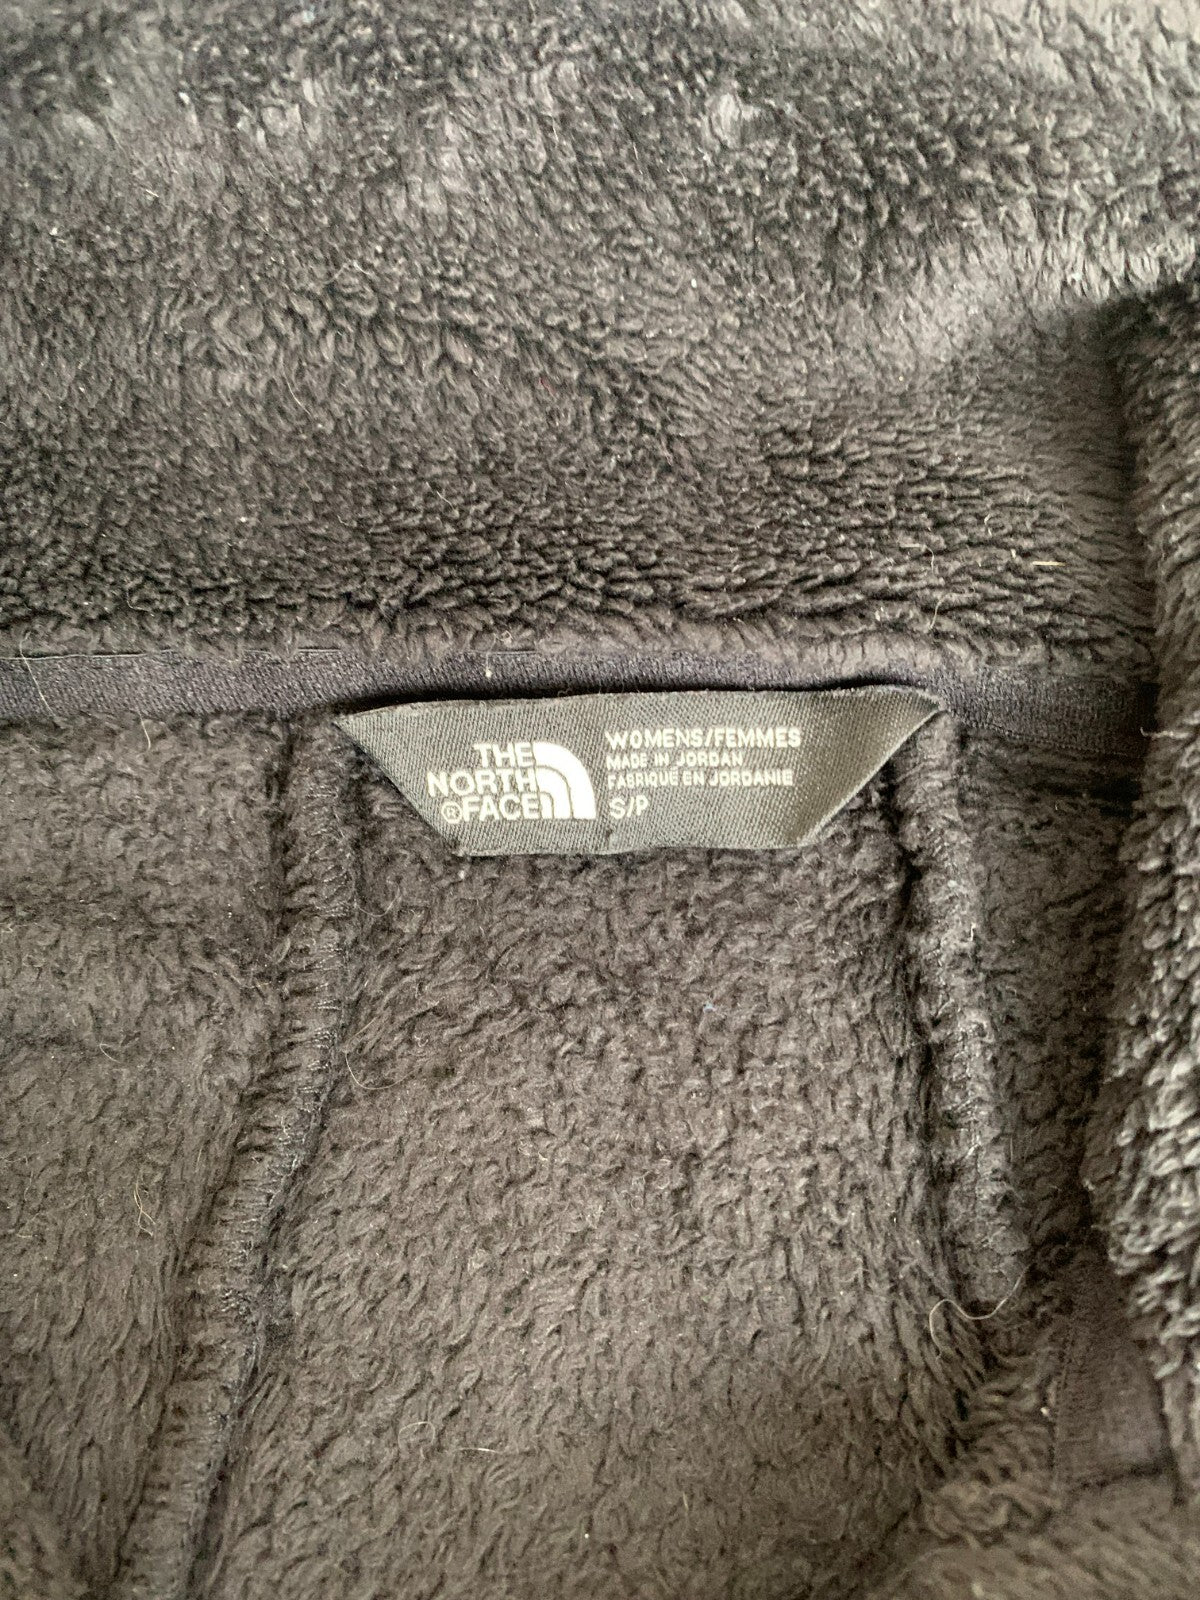 THE
NORTH
®FACE
WOMENS/FEMMES
MADE IN JORDAN
FABRIQUE EN JORDANIE
S/P